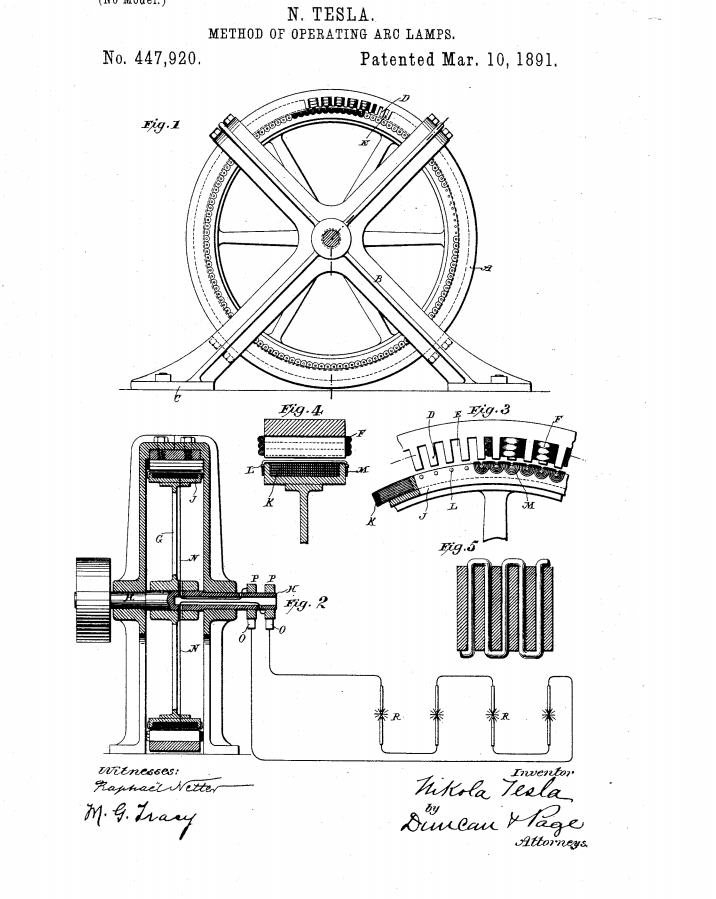 (No Model.)
N. TESLA.
METHOD OF OPERATING ARC LAMPS.
No. 447,920.
Patented Mar. 10, 1891.
Fig. 1
D
N
B
A
C
Fig. 4
F
L
M
K
Fig. 3
D
E
F
K
J
L
M
Fig. 5
J
G
N
H
P
P
H
Fig. 2
O
O
N
R
R
Witnesses:
Raphaël Netter
M. G. Tracy
Inventor
Nikola Tesla
by
Duncan & Page
Attorneys.